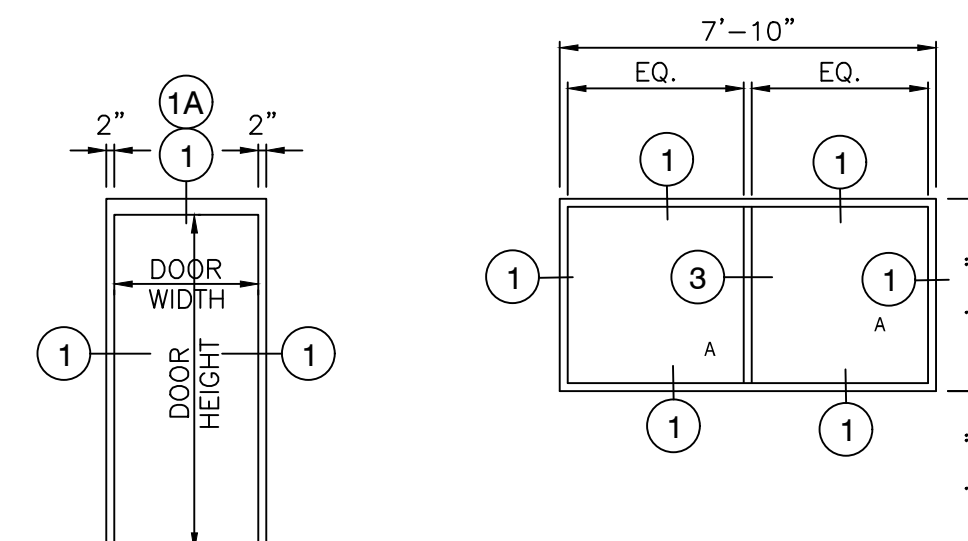 7'-10"
EQ. EQ.
1A
2" 2"
1
1 1
1 3 1
DOOR
WIDTH
A
A
1 1
DOOR
HEIGHT
1 1